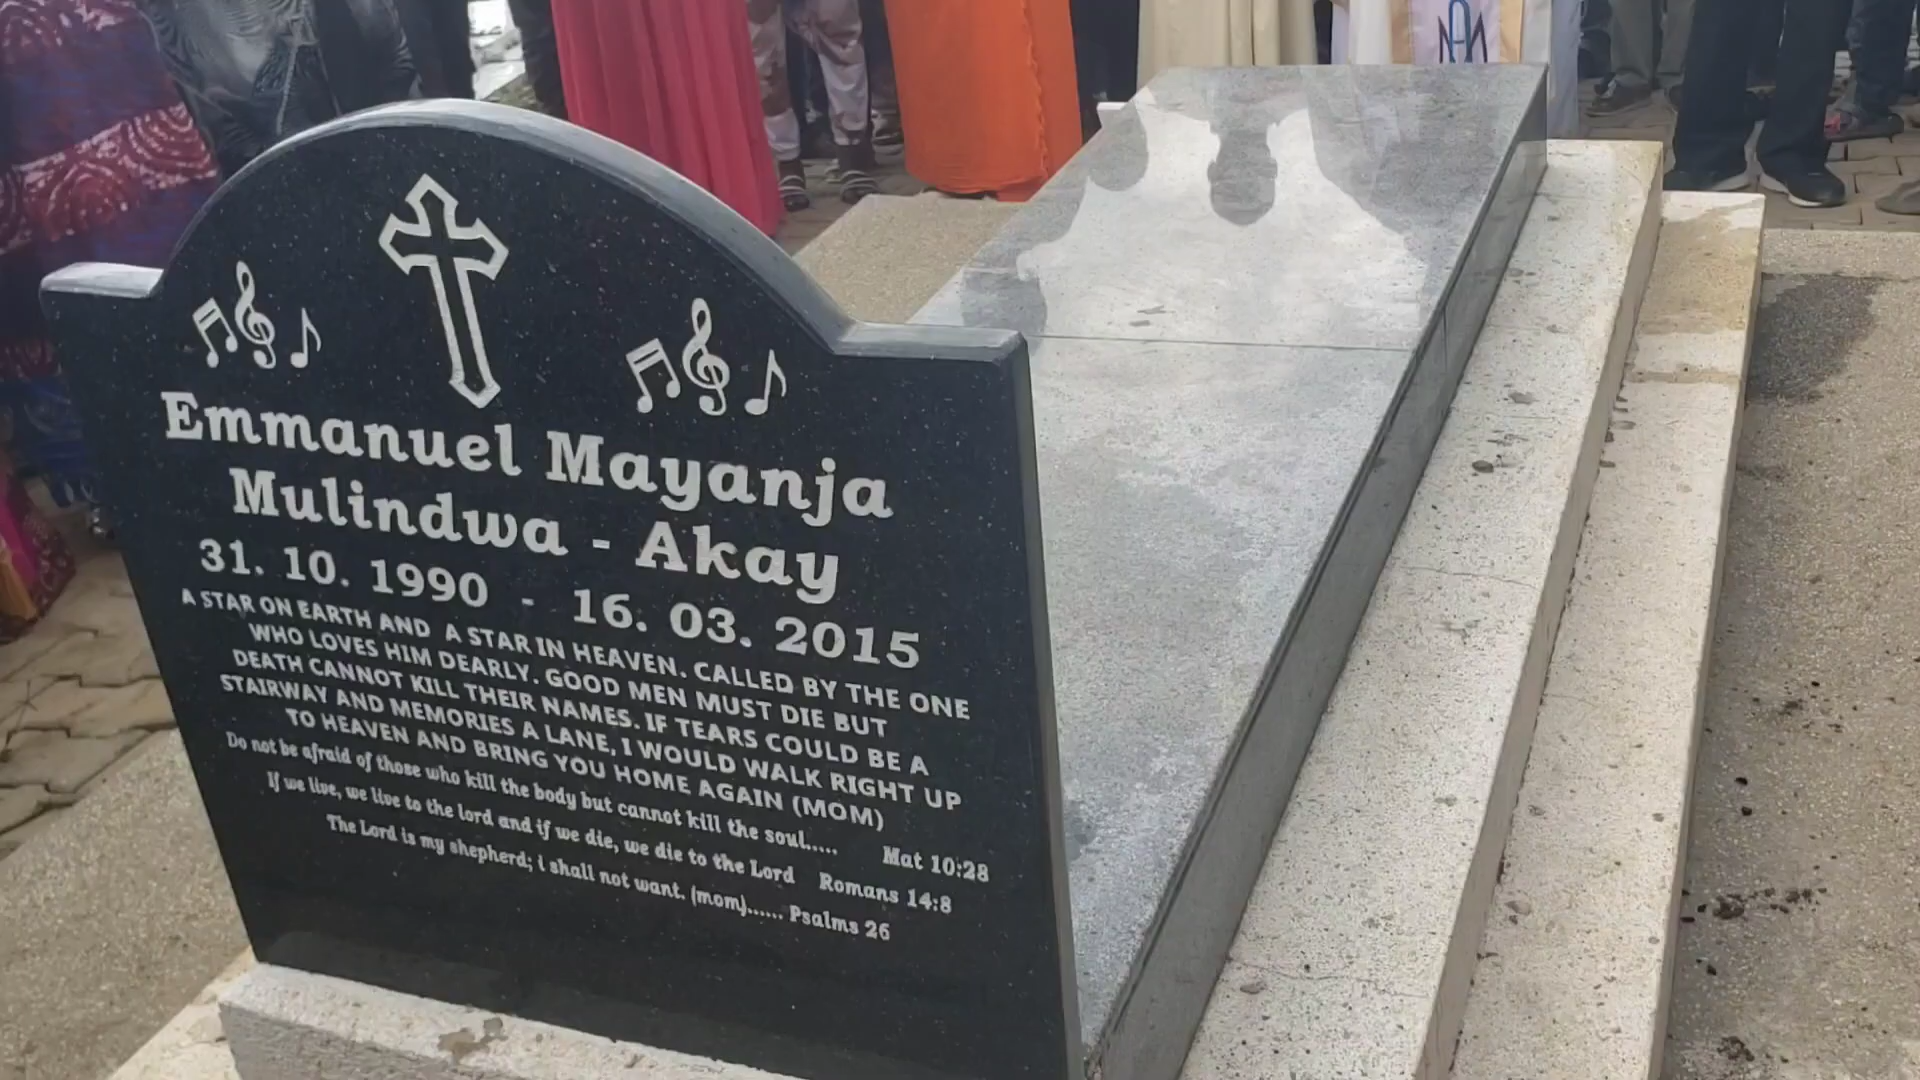 Emmanuel Mayanja
Mulindwa - Akay
31. 10. 1990 - 16. 03. 2015
A STAR ON EARTH AND A STAR IN HEAVEN. CALLED BY THE ONE
WHO LOVES HIM DEARLY. GOOD MEN MUST DIE BUT
DEATH CANNOT KILL THEIR NAMES. IF TEARS COULD BE A
STAIRWAY AND MEMORIES A LANE, I WOULD WALK RIGHT UP
TO HEAVEN AND BRING YOU HOME AGAIN (MOM)
Do not be afraid of those who kill the body but cannot kill the soul..... Mat 10:28
If we live, we live to the lord and if we die, we die to the Lord Romans 14:8
The Lord is my shepherd; i shall not want. (mom)...... Psalms 26